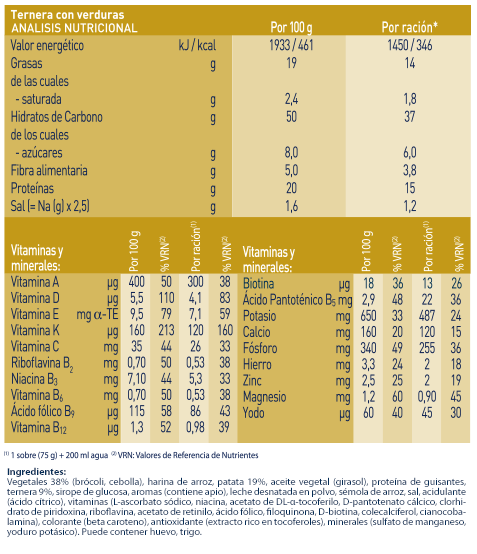 Ternera con verduras
ANALISIS NUTRICIONAL Por 100 g Por ración*
Valor energético kJ / kcal 1933 / 461 1450 / 346
Grasas g 19 14
de las cuales
- saturada g 2,4 1,8
Hidratos de Carbono g 50 37
de los cuales
- azúcares g 8,0 6,0
Fibra alimentaria g 5,0 3,8
Proteínas g 20 15
Sal (= Na (g) x 2,5) g 1,6 1,2
Vitaminas y minerales: Por 100 g % VRN(2) Por ración(1) % VRN(2)
Vitamina A µg 400 50 300 38
Vitamina D µg 5,5 110 4,1 83
Vitamina E mg α-TE 9,5 79 7,1 59
Vitamina K µg 160 213 120 160
Vitamina C mg 35 44 26 33
Riboflavina B2 mg 0,70 50 0,53 38
Niacina B3 mg 7,10 44 5,3 33
Vitamina B6 mg 0,70 50 0,53 38
Ácido fólico B9 µg 115 58 86 43
Vitamina B12 µg 1,3 52 0,98 39
Vitaminas y minerales: Por 100 g % VRN(2) Por ración(1) % VRN(2)
Biotina µg 18 36 13 26
Ácido Pantoténico B5 mg 2,9 48 22 36
Potasio mg 650 33 487 24
Calcio mg 160 20 120 15
Fósforo mg 340 49 255 36
Hierro mg 3,3 24 2 18
Zinc mg 2,5 25 2 19
Magnesio mg 1,2 60 0,90 45
Yodo µg 60 40 45 30
(1) 1 sobre (75 g) + 200 ml agua (2) VRN: Valores de Referencia de Nutrientes
Ingredientes:
Vegetales 38% (brócoli, cebolla), harina de arroz, patata 19%, aceite vegetal (girasol), proteína de guisantes,
ternera 9%, sirope de glucosa, aromas (contiene apio), leche desnatada en polvo, sémola de arroz, sal, acidulante
(ácido cítrico), vitaminas (L-ascorbato sódico, niacina, acetato de DL-α-tocoferilo, D-pantotenato cálcico, clorhi-
drato de piridoxina, riboflavina, acetato de retinilo, ácido fólico, filoquinona, D-biotina, colecalciferol, cianocoba-
lamina), colorante (beta caroteno), antioxidante (extracto rico en tocoferoles), minerales (sulfato de manganeso,
yoduro potásico). Puede contener huevo, trigo.